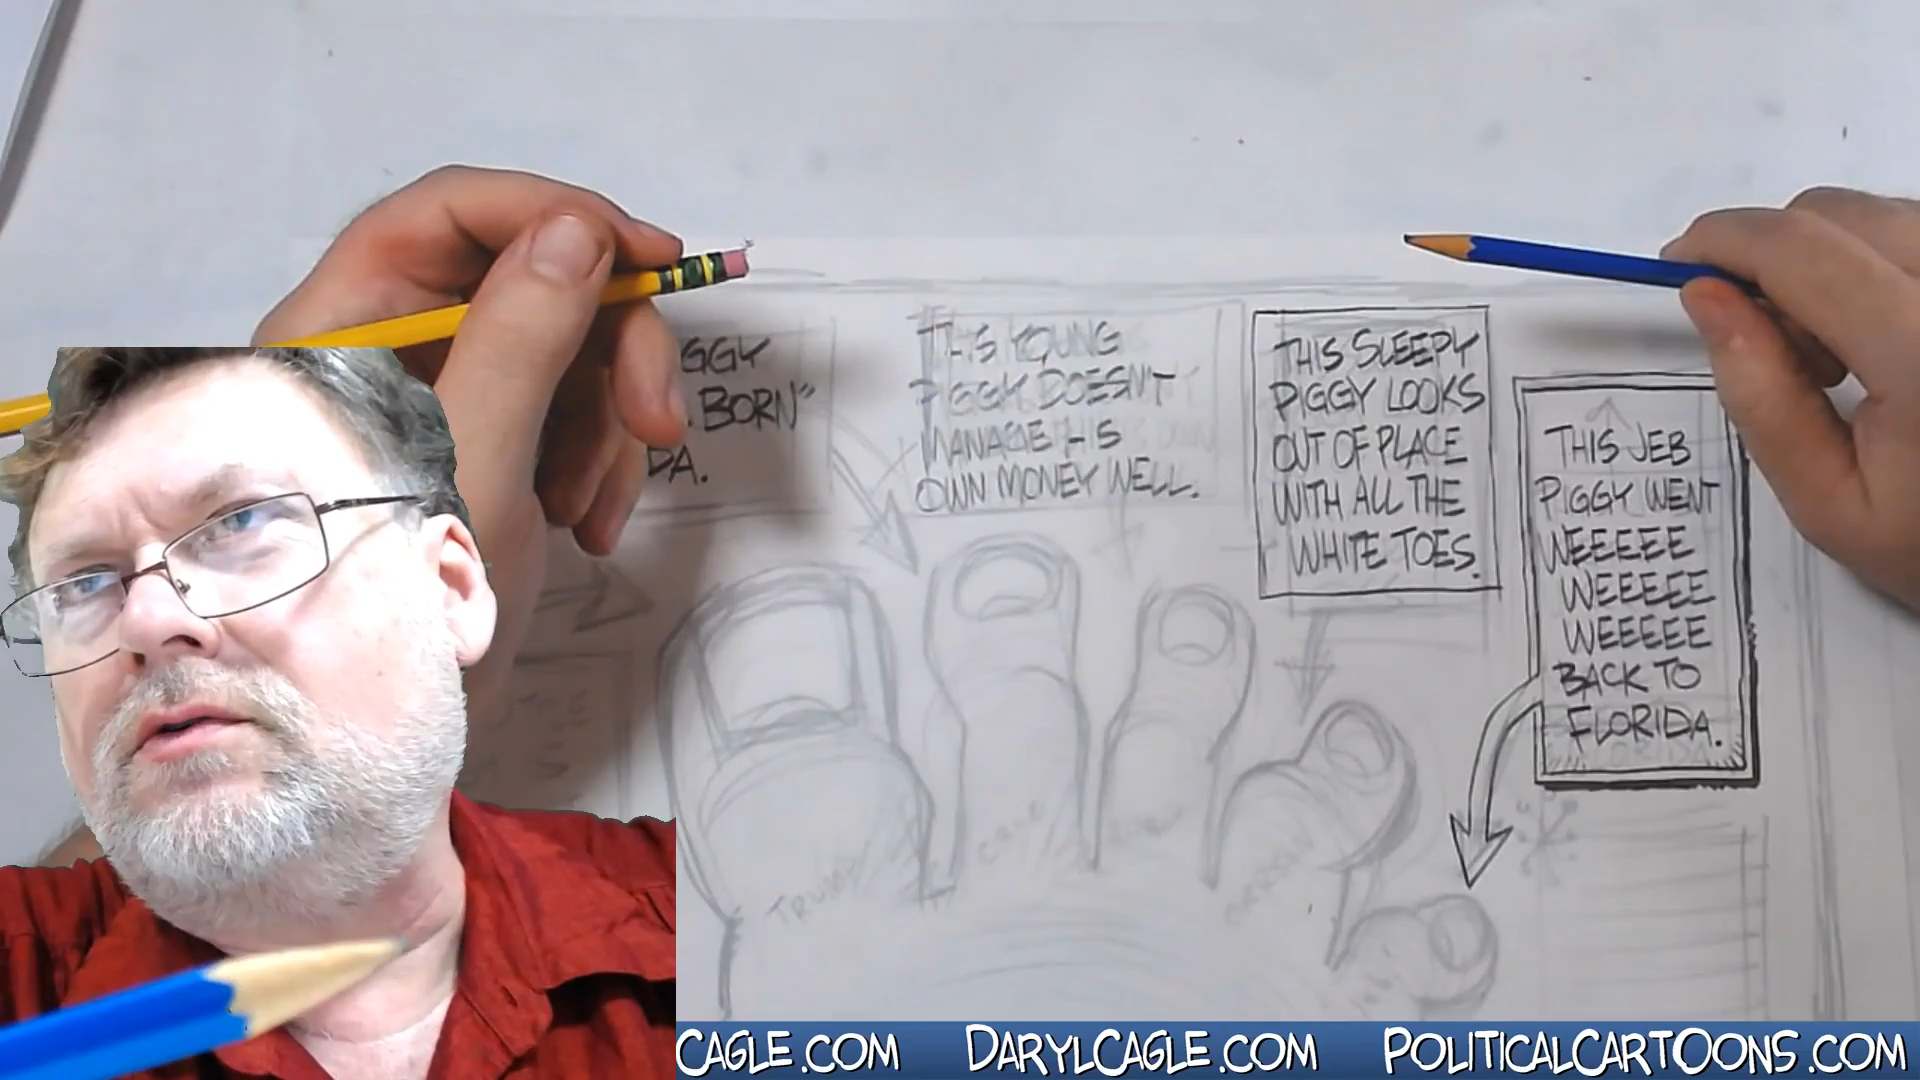 GGY
. BORN"
DA.
THIS YOUNG
PIGGY DOESN'T
MANAGE HIS
OWN MONEY WELL.
THIS SLEEPY
PIGGY LOOKS
OUT OF PLACE
WITH ALL THE
WHITE TOES.
THIS JEB
PIGGY WENT
WEEEEE
WEEEEE
WEEEEE
BACK TO
FLORIDA.
TRUMP
CAGLE.COM DARYLCAGLE.COM POLITICALCARTOONS.COM